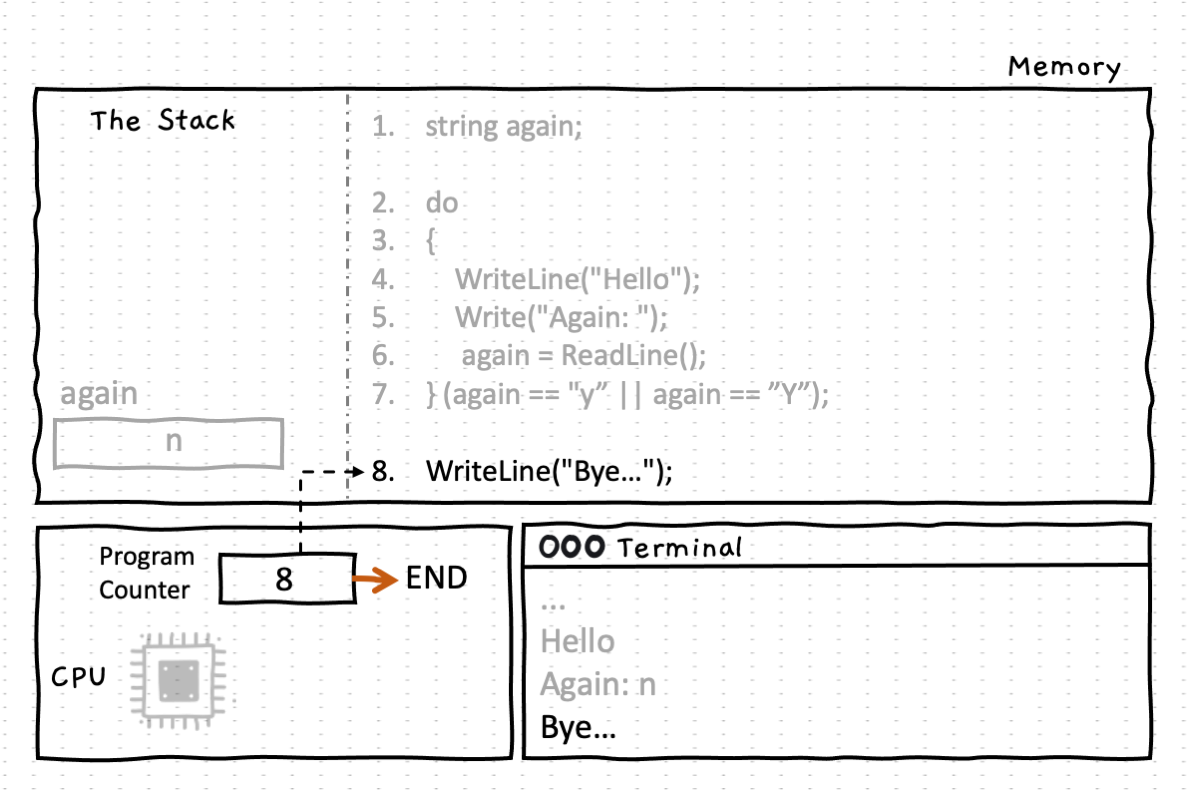 Memory
The Stack
1. string again;
2. do
3. {
4. WriteLine("Hello");
5. Write("Again: ");
6. again = ReadLine();
7. } (again == "y” || again == ”Y”);
8. WriteLine("Bye...");
again
n
Program
Counter
8
END
CPU
Terminal
...
Hello
Again: n
Bye...